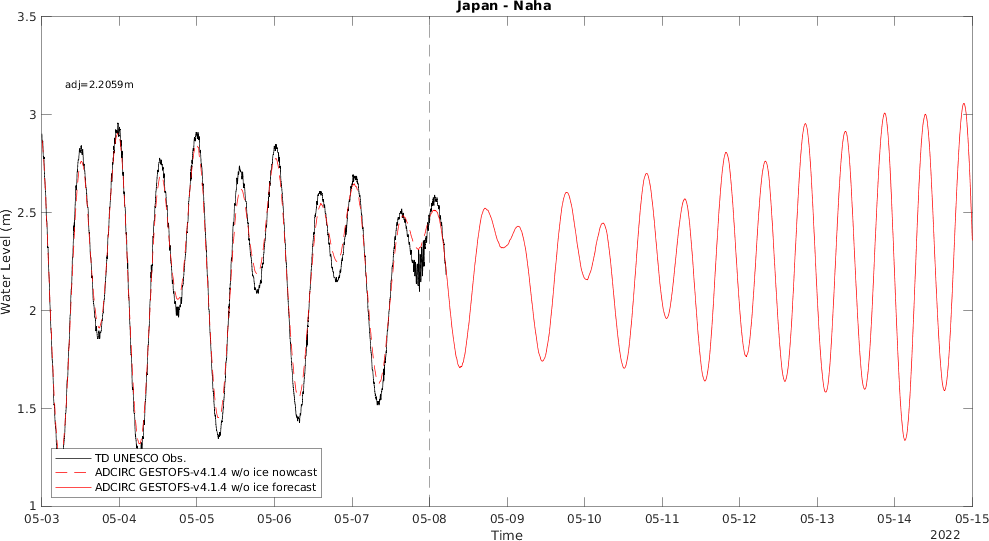 Japan - Naha
3.5
3
2.5
2
1.5
1
Water Level (m)
adj=2.2059m
TD UNESCO Obs.
ADCIRC GESTOFS-v4.1.4 w/o ice nowcast
ADCIRC GESTOFS-v4.1.4 w/o ice forecast
05-03 05-04 05-05 05-06 05-07 05-08 05-09 05-10 05-11 05-12 05-13 05-14 05-15
Time
2022